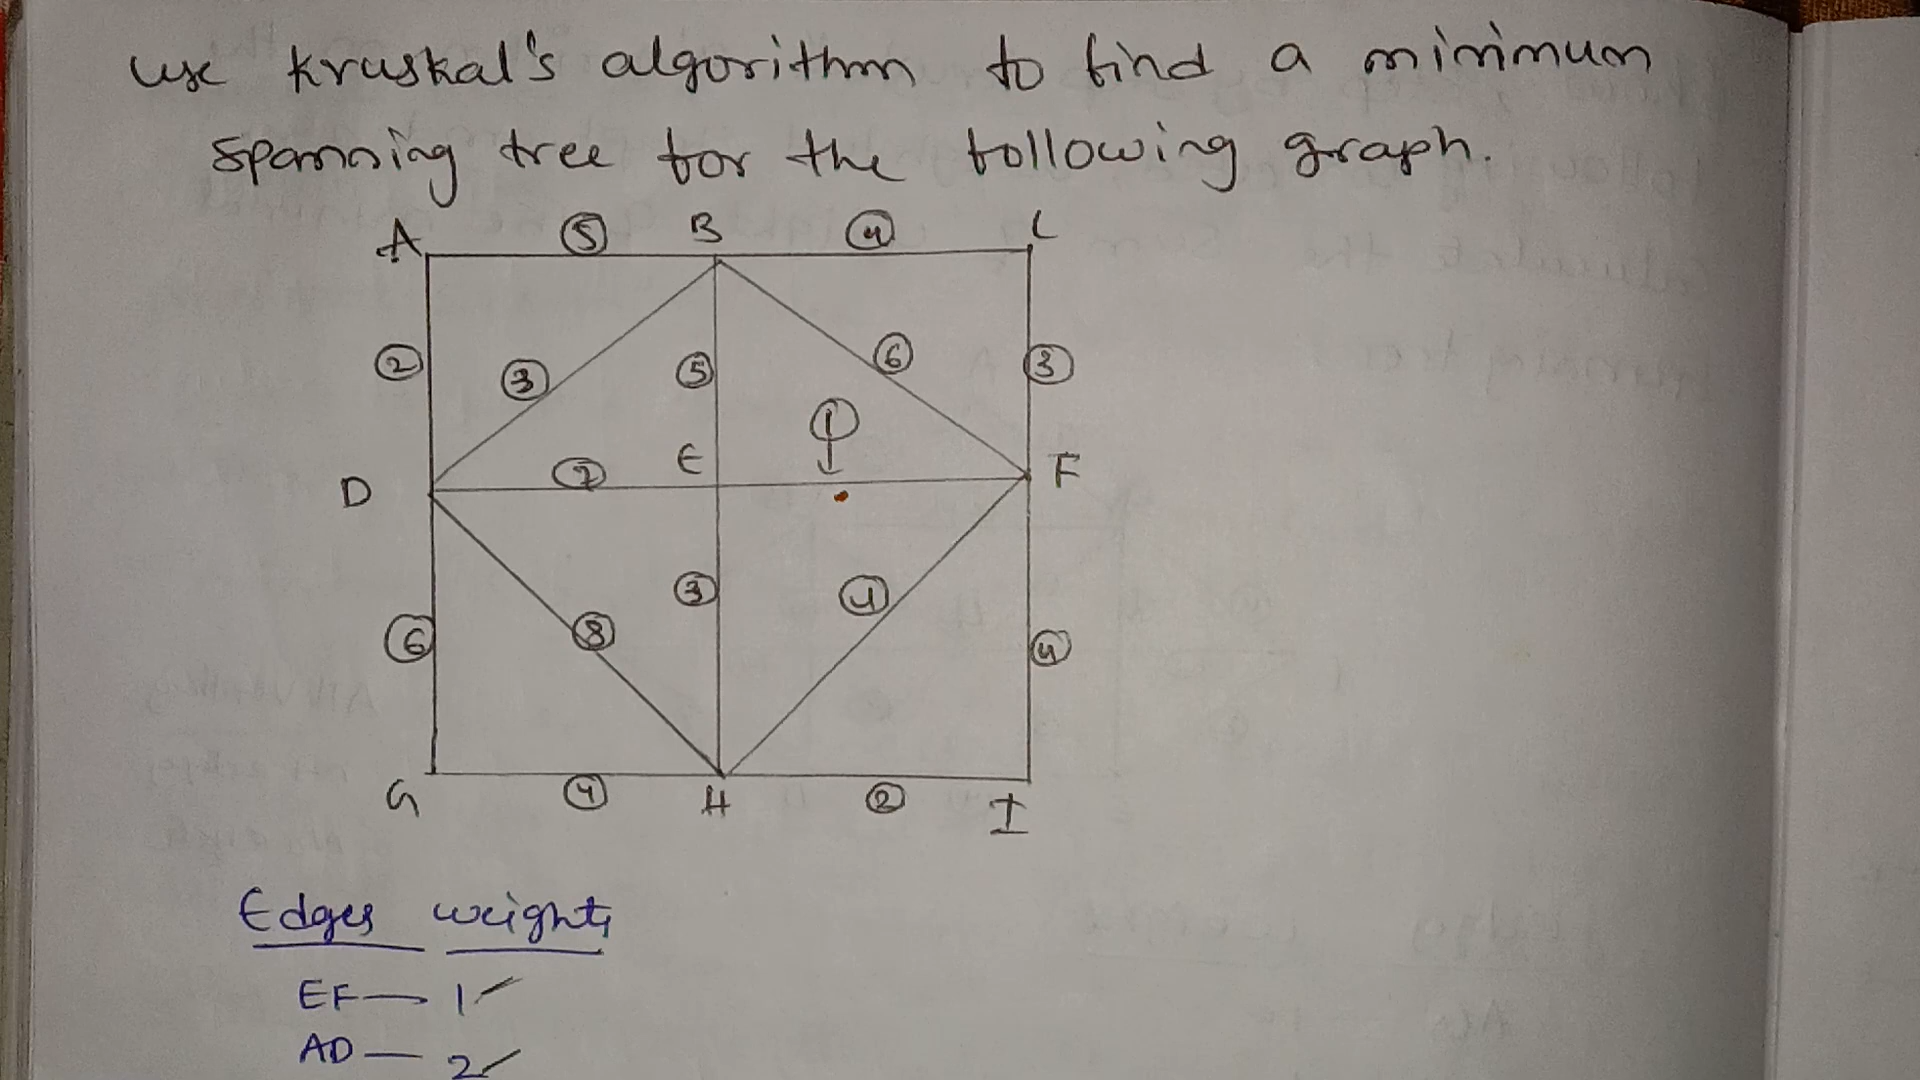 use kruskal's algorithm to find a minimum
spanning tree for the following graph.
A 5 B 4 C
2 3 5 6 3
1
D 7 E F
6 8 3 4 4
G 4 H 2 I
Edges weights
EF — 1 ✓
AD — 2 ✓